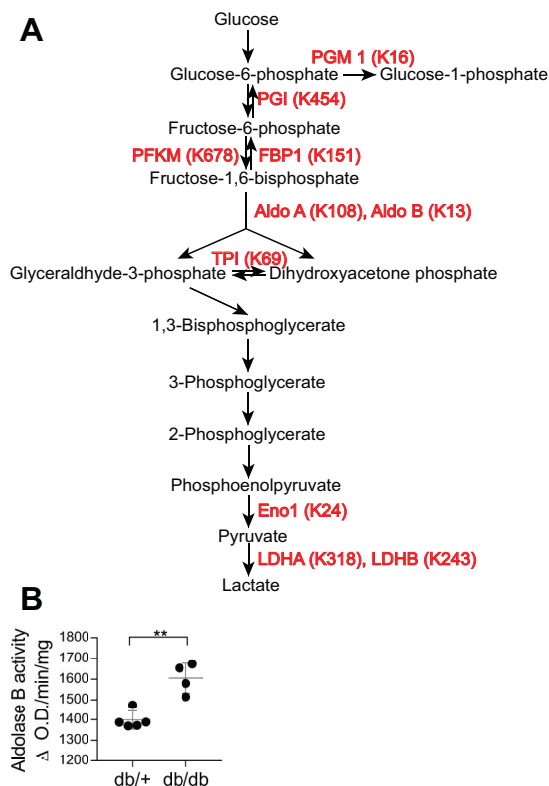 A
Glucose
PGM 1 (K16)
Glucose-6-phosphate
Glucose-1-phosphate
PGI (K454)
Fructose-6-phosphate
PFKM (K678)
FBP1 (K151)
Fructose-1,6-bisphosphate
Aldo A (K108), Aldo B (K13)
TPI (K69)
Glyceraldhyde-3-phosphate
Dihydroxyacetone phosphate
1,3-Bisphosphoglycerate
3-Phosphoglycerate
2-Phosphoglycerate
Phosphoenolpyruvate
Eno1 (K24)
Pyruvate
LDHA (K318), LDHB (K243)
Lactate
B
Aldolase B activity
Δ O.D./min/mg
1800
1700
1600
1500
1400
1300
1200
**
db/+
db/db